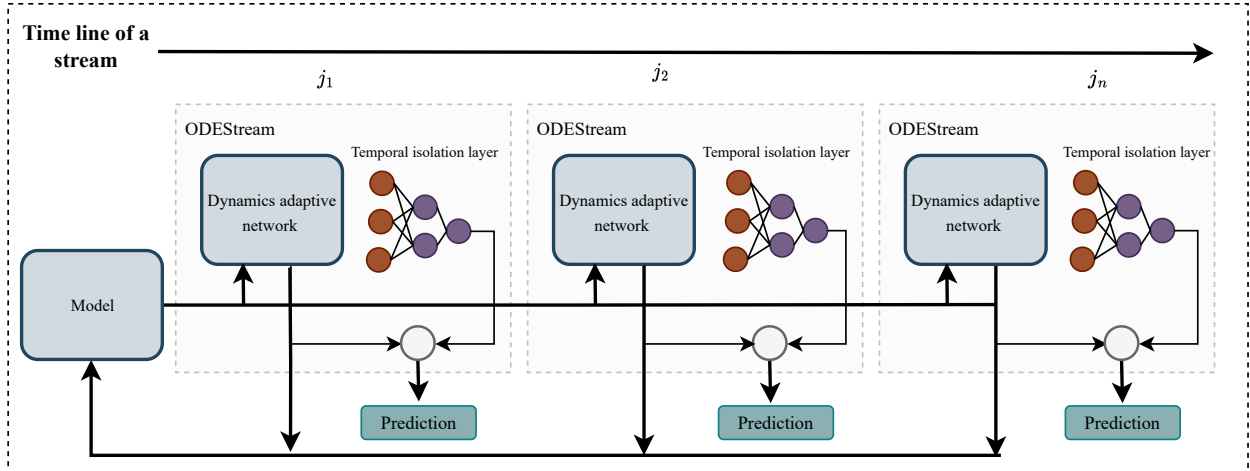 Time line of a
stream
j1
j2
jn
ODEStream
Temporal isolation layer
Dynamics adaptive
network
Prediction
ODEStream
Temporal isolation layer
Dynamics adaptive
network
Prediction
ODEStream
Temporal isolation layer
Dynamics adaptive
network
Prediction
Model